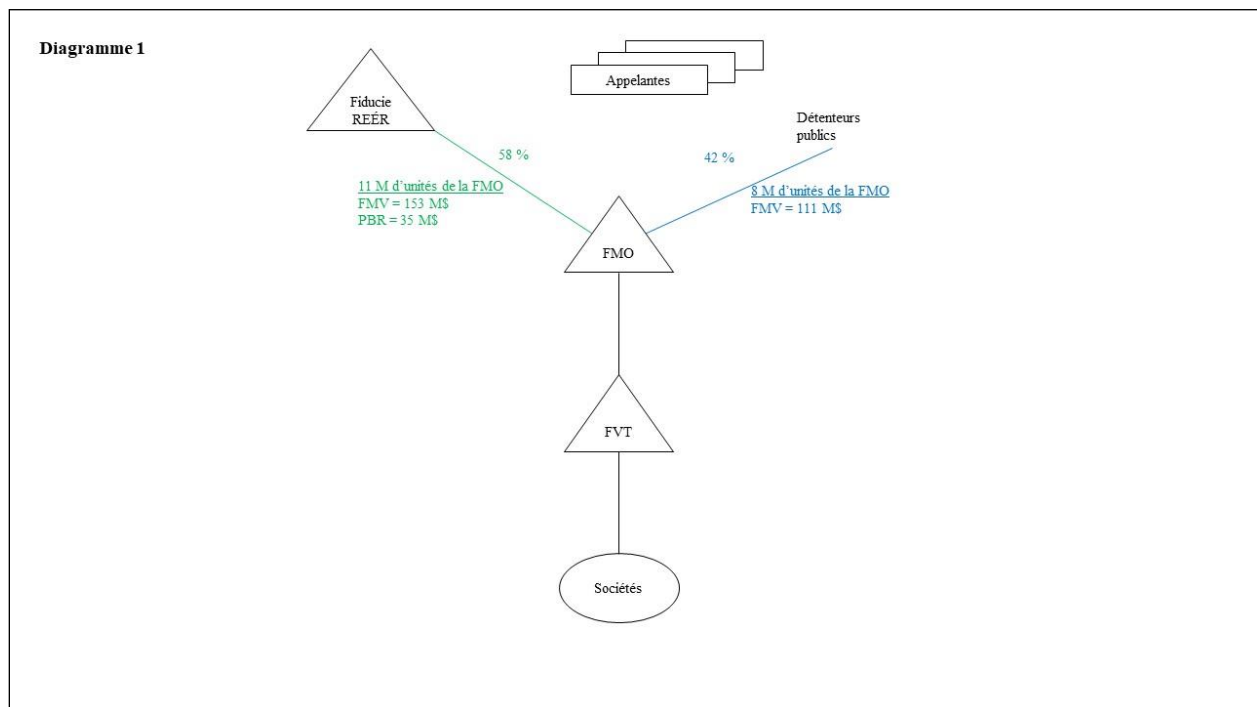 Diagramme 1
Appelantes
Fiducie
REÉR
Détenteurs
publics
58 %
42 %
11 M d'unités de la FMO
FMV = 153 M$
PBR = 35 M$
8 M d'unités de la FMO
FMV = 111 M$
FMO
FVT
Sociétés